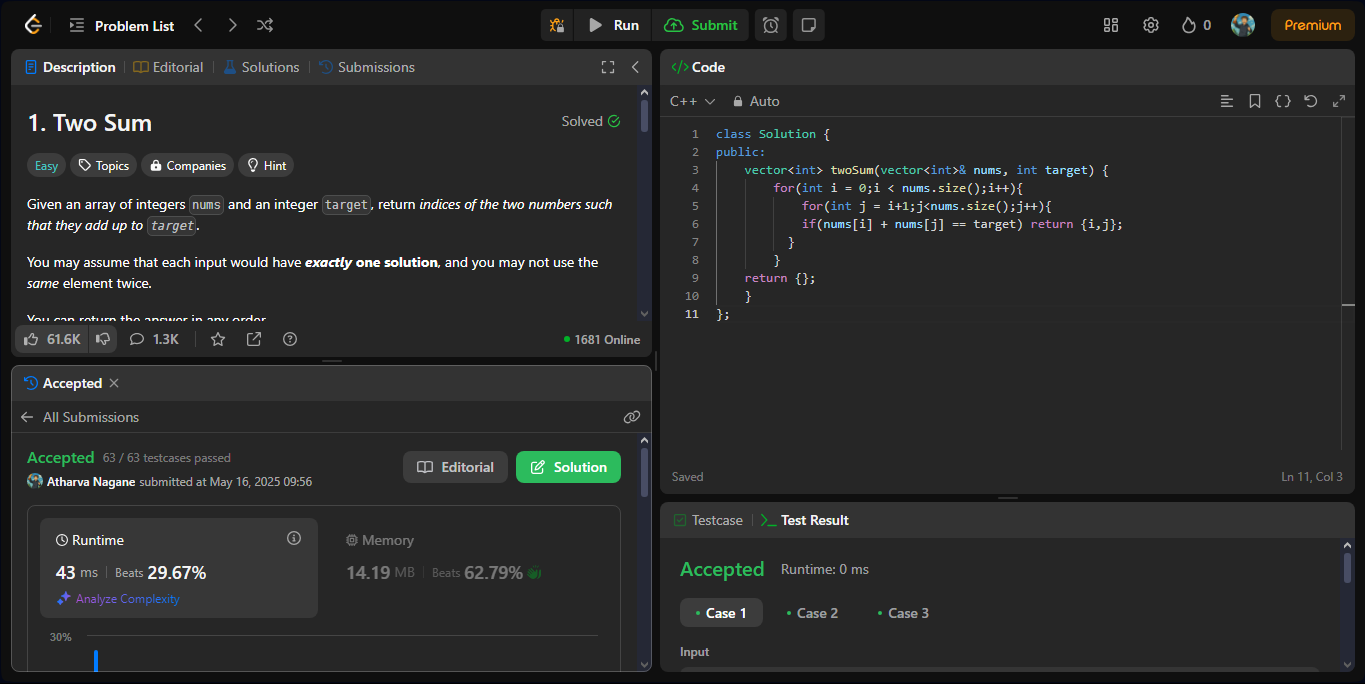 Problem List Run Submit 0 Premium
Description Editorial Solutions Submissions
1. Two Sum Solved
Easy Topics Companies Hint
Given an array of integers nums and an integer target, return indices of the two numbers such
that they add up to target.
You may assume that each input would have exactly one solution, and you may not use the
same element twice.
You can return the answer in any order.
61.6K 1.3K 1681 Online
Accepted
All Submissions
Accepted 63 / 63 testcases passed
Atharva Nagane submitted at May 16, 2025 09:56
Editorial Solution
Runtime
43 ms Beats 29.67%
Analyze Complexity
Memory
14.19 MB Beats 62.79%
30%
</> Code
C++ Auto
1 class Solution {
2 public:
3 vector<int> twoSum(vector<int>& nums, int target) {
4 for(int i = 0;i < nums.size();i++){
5 for(int j = i+1;j<nums.size();j++){
6 if(nums[i] + nums[j] == target) return {i,j};
7 }
8 }
9 return {};
10 }
11 };
Saved Ln 11, Col 3
Testcase >_ Test Result
Accepted Runtime: 0 ms
Case 1 Case 2 Case 3
Input